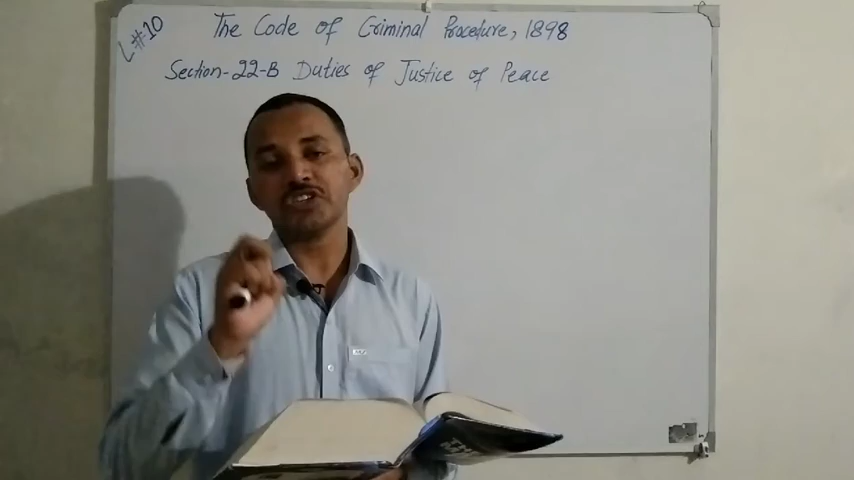 L#10
The Code of Criminal Procedure, 1898
Section-22-B Duties of Justice of Peace